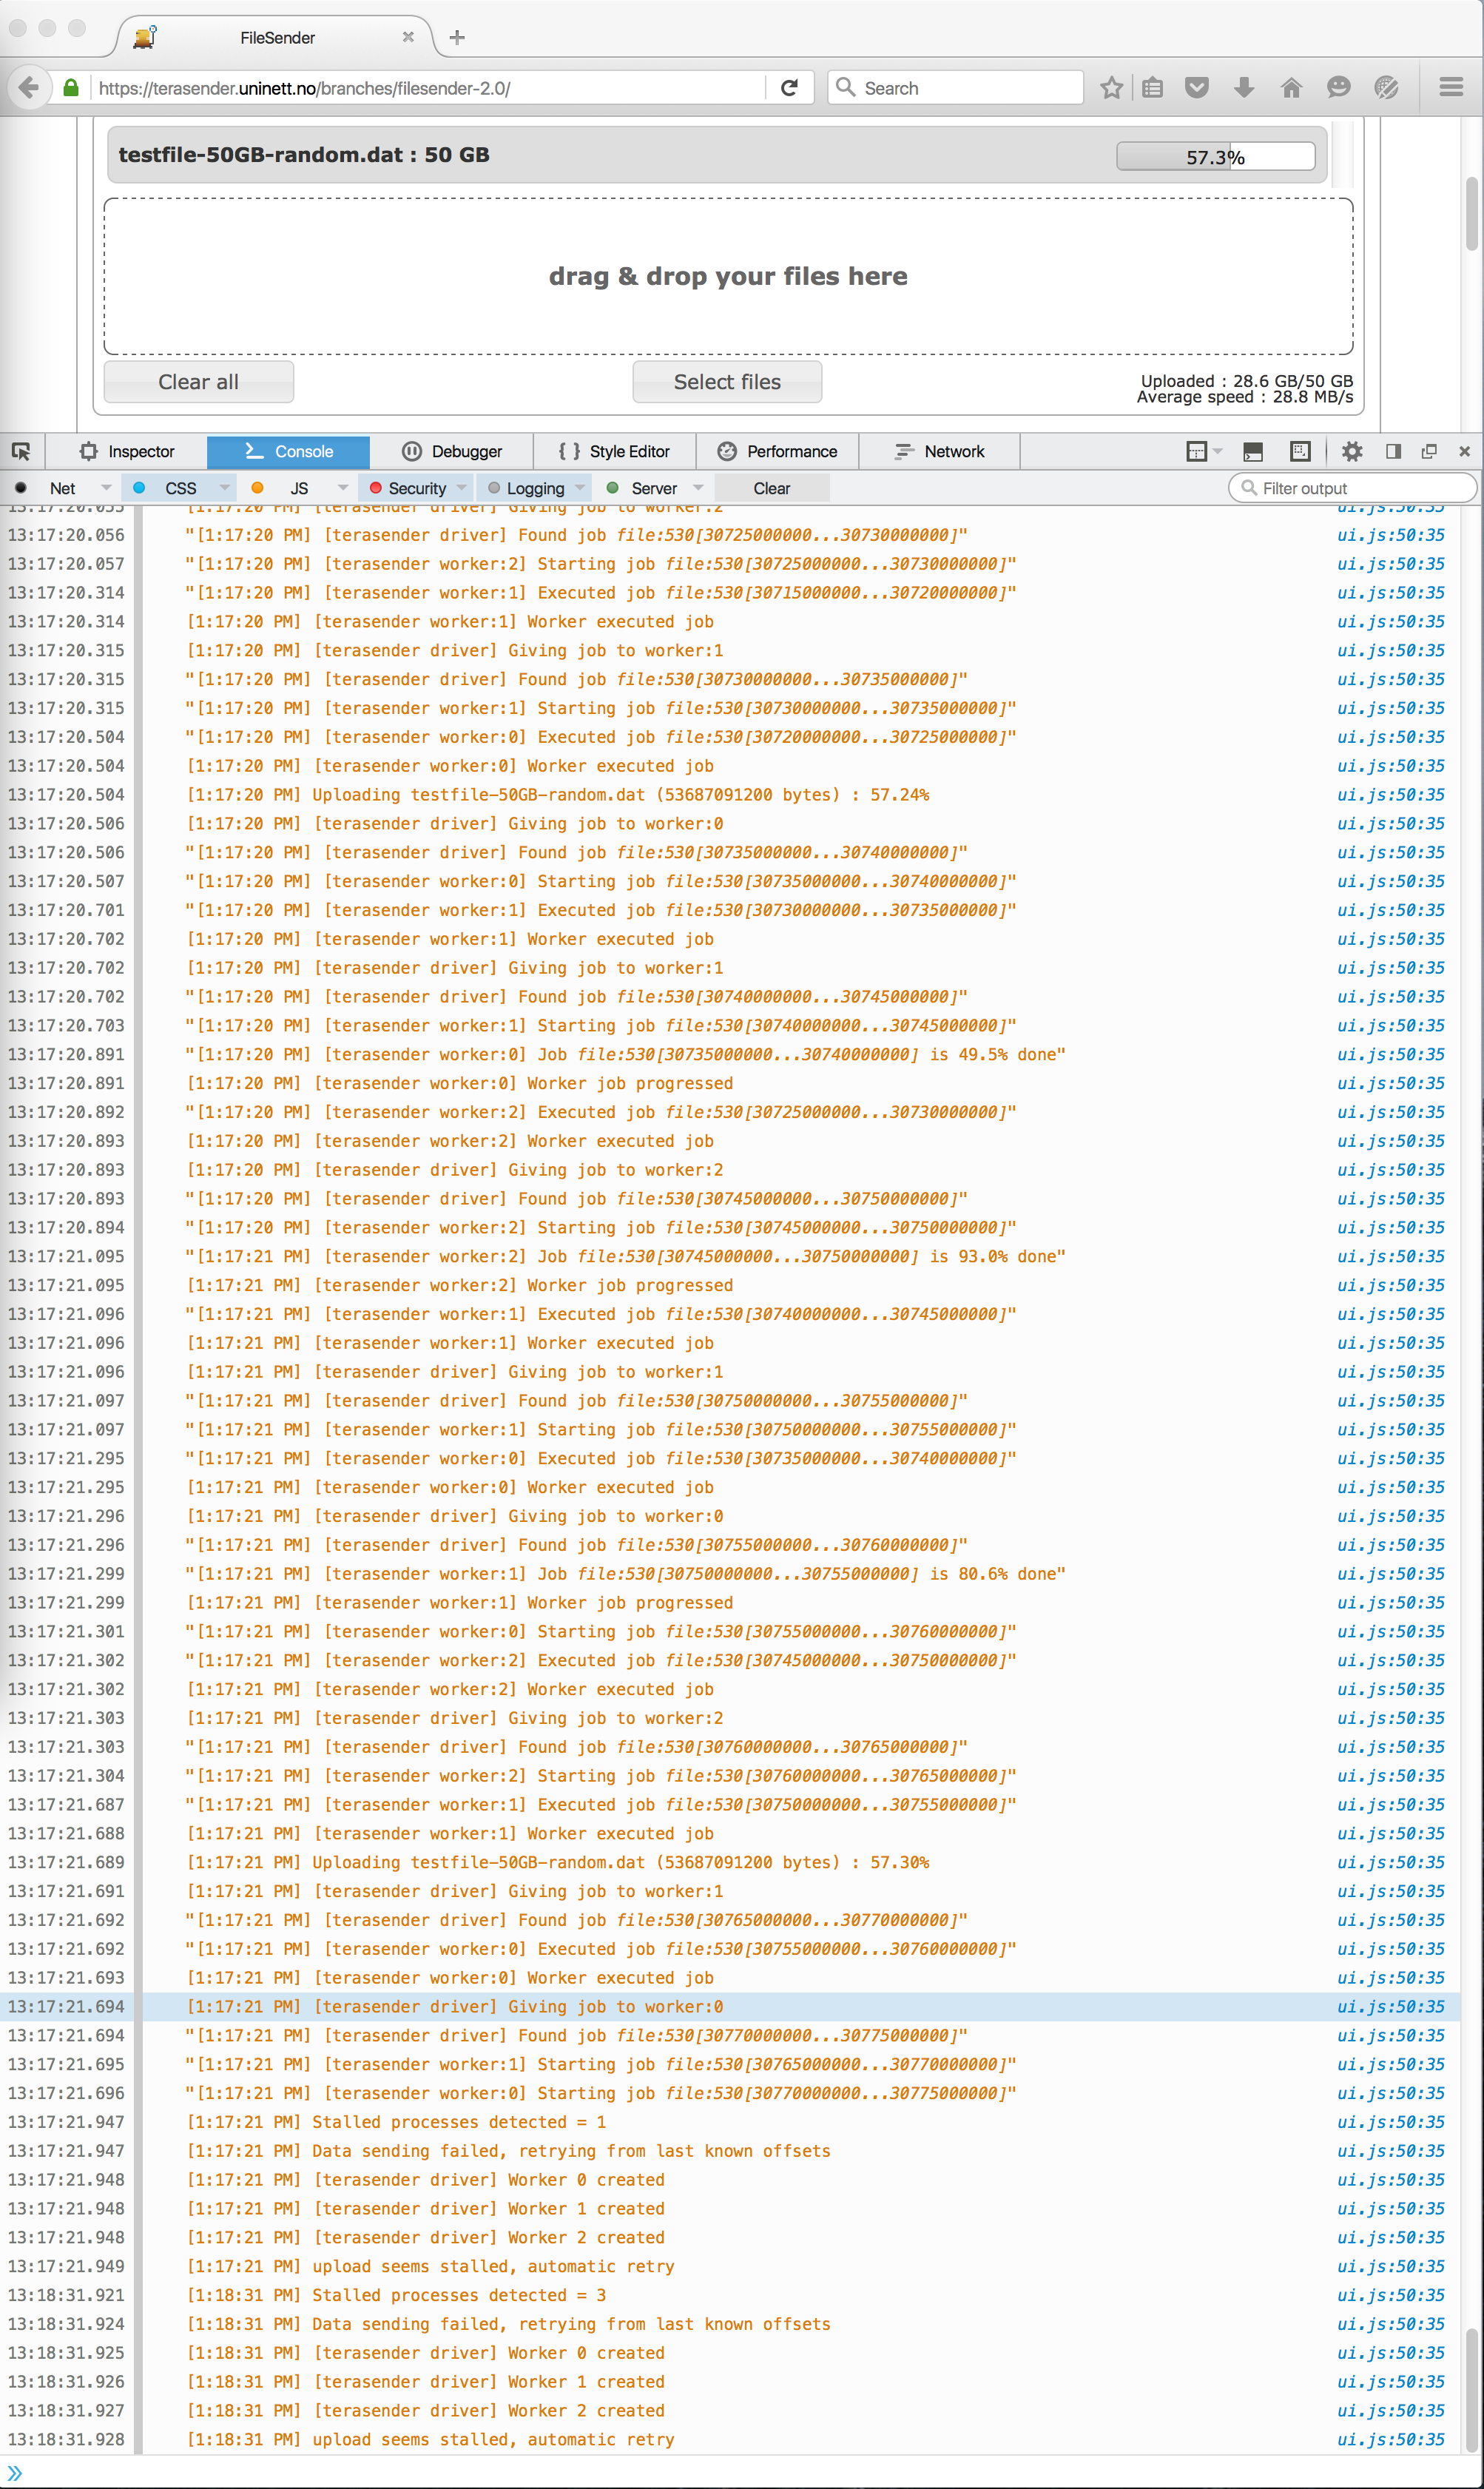 FileSender
https://terasender.uninett.no/branches/filesender-2.0/
Search
testfile-50GB-random.dat : 50 GB
57.3%
drag & drop your files here
Clear all
Select files
Uploaded : 28.6 GB/50 GB
Average speed : 28.8 MB/s
Inspector Console Debugger Style Editor Performance Network
Net CSS JS Security Logging Server Clear Filter output
[1:17:20 PM] [terasender driver] Giving job to worker:2 ui.js:50:35
13:17:20.056 "[1:17:20 PM] [terasender driver] Found job file:530[30725000000...30730000000]" ui.js:50:35
13:17:20.057 "[1:17:20 PM] [terasender worker:2] Starting job file:530[30725000000...30730000000]" ui.js:50:35
13:17:20.314 "[1:17:20 PM] [terasender worker:1] Executed job file:530[30715000000...30720000000]" ui.js:50:35
13:17:20.314 [1:17:20 PM] [terasender worker:1] Worker executed job ui.js:50:35
13:17:20.315 [1:17:20 PM] [terasender driver] Giving job to worker:1 ui.js:50:35
13:17:20.315 "[1:17:20 PM] [terasender driver] Found job file:530[30730000000...30735000000]" ui.js:50:35
13:17:20.315 "[1:17:20 PM] [terasender worker:1] Starting job file:530[30730000000...30735000000]" ui.js:50:35
13:17:20.504 "[1:17:20 PM] [terasender worker:0] Executed job file:530[30720000000...30725000000]" ui.js:50:35
13:17:20.504 [1:17:20 PM] [terasender worker:0] Worker executed job ui.js:50:35
13:17:20.504 [1:17:20 PM] Uploading testfile-50GB-random.dat (53687091200 bytes) : 57.24% ui.js:50:35
13:17:20.506 [1:17:20 PM] [terasender driver] Giving job to worker:0 ui.js:50:35
13:17:20.506 "[1:17:20 PM] [terasender driver] Found job file:530[30735000000...30740000000]" ui.js:50:35
13:17:20.507 "[1:17:20 PM] [terasender worker:0] Starting job file:530[30735000000...30740000000]" ui.js:50:35
13:17:20.701 "[1:17:20 PM] [terasender worker:1] Executed job file:530[30730000000...30735000000]" ui.js:50:35
13:17:20.702 [1:17:20 PM] [terasender worker:1] Worker executed job ui.js:50:35
13:17:20.702 [1:17:20 PM] [terasender driver] Giving job to worker:1 ui.js:50:35
13:17:20.702 "[1:17:20 PM] [terasender driver] Found job file:530[30740000000...30745000000]" ui.js:50:35
13:17:20.703 "[1:17:20 PM] [terasender worker:1] Starting job file:530[30740000000...30745000000]" ui.js:50:35
13:17:20.891 "[1:17:20 PM] [terasender worker:0] Job file:530[30735000000...30740000000] is 49.5% done" ui.js:50:35
13:17:20.891 [1:17:20 PM] [terasender worker:0] Worker job progressed ui.js:50:35
13:17:20.892 "[1:17:20 PM] [terasender worker:2] Executed job file:530[30725000000...30730000000]" ui.js:50:35
13:17:20.893 [1:17:20 PM] [terasender worker:2] Worker executed job ui.js:50:35
13:17:20.893 [1:17:20 PM] [terasender driver] Giving job to worker:2 ui.js:50:35
13:17:20.893 "[1:17:20 PM] [terasender driver] Found job file:530[30745000000...30750000000]" ui.js:50:35
13:17:20.894 "[1:17:20 PM] [terasender worker:2] Starting job file:530[30745000000...30750000000]" ui.js:50:35
13:17:21.095 "[1:17:21 PM] [terasender worker:2] Job file:530[30745000000...30750000000] is 93.0% done" ui.js:50:35
13:17:21.095 [1:17:21 PM] [terasender worker:2] Worker job progressed ui.js:50:35
13:17:21.096 "[1:17:21 PM] [terasender worker:1] Executed job file:530[30740000000...30745000000]" ui.js:50:35
13:17:21.096 [1:17:21 PM] [terasender worker:1] Worker executed job ui.js:50:35
13:17:21.096 [1:17:21 PM] [terasender driver] Giving job to worker:1 ui.js:50:35
13:17:21.097 "[1:17:21 PM] [terasender driver] Found job file:530[30750000000...30755000000]" ui.js:50:35
13:17:21.097 "[1:17:21 PM] [terasender worker:1] Starting job file:530[30750000000...30755000000]" ui.js:50:35
13:17:21.295 "[1:17:21 PM] [terasender worker:0] Executed job file:530[30735000000...30740000000]" ui.js:50:35
13:17:21.295 [1:17:21 PM] [terasender worker:0] Worker executed job ui.js:50:35
13:17:21.296 [1:17:21 PM] [terasender driver] Giving job to worker:0 ui.js:50:35
13:17:21.296 "[1:17:21 PM] [terasender driver] Found job file:530[30755000000...30760000000]" ui.js:50:35
13:17:21.299 "[1:17:21 PM] [terasender worker:1] Job file:530[30750000000...30755000000] is 80.6% done" ui.js:50:35
13:17:21.299 [1:17:21 PM] [terasender worker:1] Worker job progressed ui.js:50:35
13:17:21.301 "[1:17:21 PM] [terasender worker:0] Starting job file:530[30755000000...30760000000]" ui.js:50:35
13:17:21.302 "[1:17:21 PM] [terasender worker:2] Executed job file:530[30745000000...30750000000]" ui.js:50:35
13:17:21.302 [1:17:21 PM] [terasender worker:2] Worker executed job ui.js:50:35
13:17:21.303 [1:17:21 PM] [terasender driver] Giving job to worker:2 ui.js:50:35
13:17:21.303 "[1:17:21 PM] [terasender driver] Found job file:530[30760000000...30765000000]" ui.js:50:35
13:17:21.304 "[1:17:21 PM] [terasender worker:2] Starting job file:530[30760000000...30765000000]" ui.js:50:35
13:17:21.687 "[1:17:21 PM] [terasender worker:1] Executed job file:530[30750000000...30755000000]" ui.js:50:35
13:17:21.688 [1:17:21 PM] [terasender worker:1] Worker executed job ui.js:50:35
13:17:21.689 [1:17:21 PM] Uploading testfile-50GB-random.dat (53687091200 bytes) : 57.30% ui.js:50:35
13:17:21.691 [1:17:21 PM] [terasender driver] Giving job to worker:1 ui.js:50:35
13:17:21.692 "[1:17:21 PM] [terasender driver] Found job file:530[30765000000...30770000000]" ui.js:50:35
13:17:21.692 "[1:17:21 PM] [terasender worker:0] Executed job file:530[30755000000...30760000000]" ui.js:50:35
13:17:21.693 [1:17:21 PM] [terasender worker:0] Worker executed job ui.js:50:35
13:17:21.694 [1:17:21 PM] [terasender driver] Giving job to worker:0 ui.js:50:35
13:17:21.694 "[1:17:21 PM] [terasender driver] Found job file:530[30770000000...30775000000]" ui.js:50:35
13:17:21.695 "[1:17:21 PM] [terasender worker:1] Starting job file:530[30765000000...30770000000]" ui.js:50:35
13:17:21.696 "[1:17:21 PM] [terasender worker:0] Starting job file:530[30770000000...30775000000]" ui.js:50:35
13:17:21.947 [1:17:21 PM] Stalled processes detected = 1 ui.js:50:35
13:17:21.947 [1:17:21 PM] Data sending failed, retrying from last known offsets ui.js:50:35
13:17:21.948 [1:17:21 PM] [terasender driver] Worker 0 created ui.js:50:35
13:17:21.948 [1:17:21 PM] [terasender driver] Worker 1 created ui.js:50:35
13:17:21.948 [1:17:21 PM] [terasender driver] Worker 2 created ui.js:50:35
13:17:21.949 [1:17:21 PM] upload seems stalled, automatic retry ui.js:50:35
13:18:31.921 [1:18:31 PM] Stalled processes detected = 3 ui.js:50:35
13:18:31.924 [1:18:31 PM] Data sending failed, retrying from last known offsets ui.js:50:35
13:18:31.925 [1:18:31 PM] [terasender driver] Worker 0 created ui.js:50:35
13:18:31.926 [1:18:31 PM] [terasender driver] Worker 1 created ui.js:50:35
13:18:31.927 [1:18:31 PM] [terasender driver] Worker 2 created ui.js:50:35
13:18:31.928 [1:18:31 PM] upload seems stalled, automatic retry ui.js:50:35